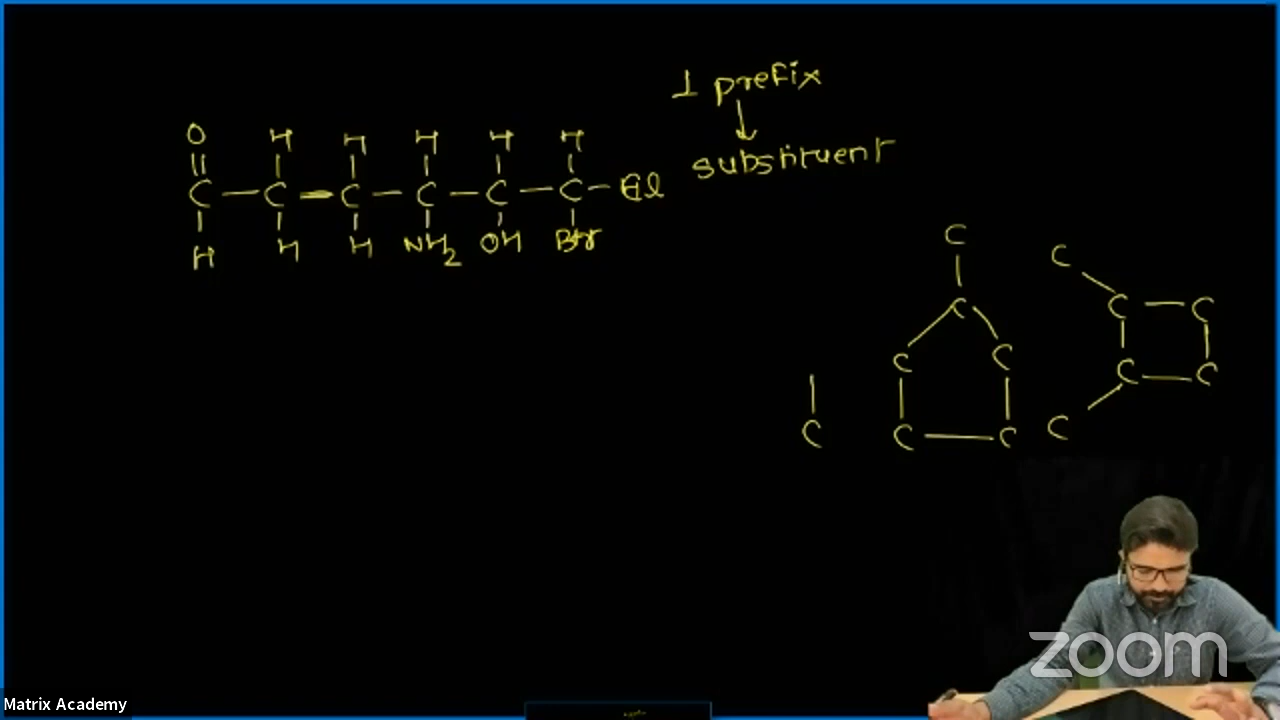 1 prefix
substituent
O H H H H H
C C C C C C Cl
H H H NH2 OH Br
C
C
C C C
C C
C C C
C C C C
zoom
Matrix Academy